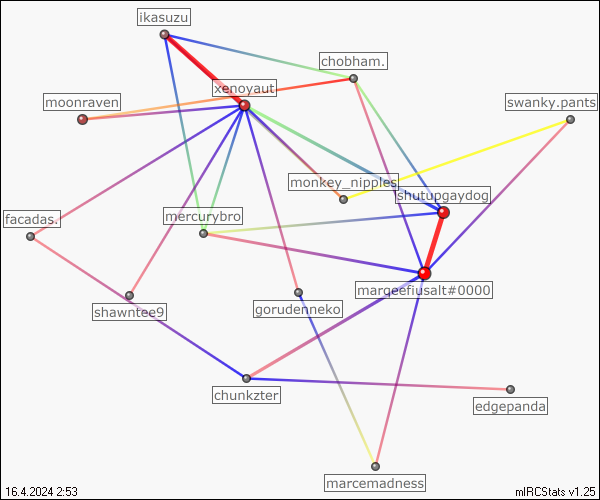 ikasuzu
chobham.
xenoyaut
moonraven
swanky.pants
monkey_nipples
shutupgaydog
facadas.
mercurybro
marqeefiusalt#0000
shawntee9
gorudenneko
chunkzter
edgepanda
marcemadness
16.4.2024 2:53
mIRCStats v1.25